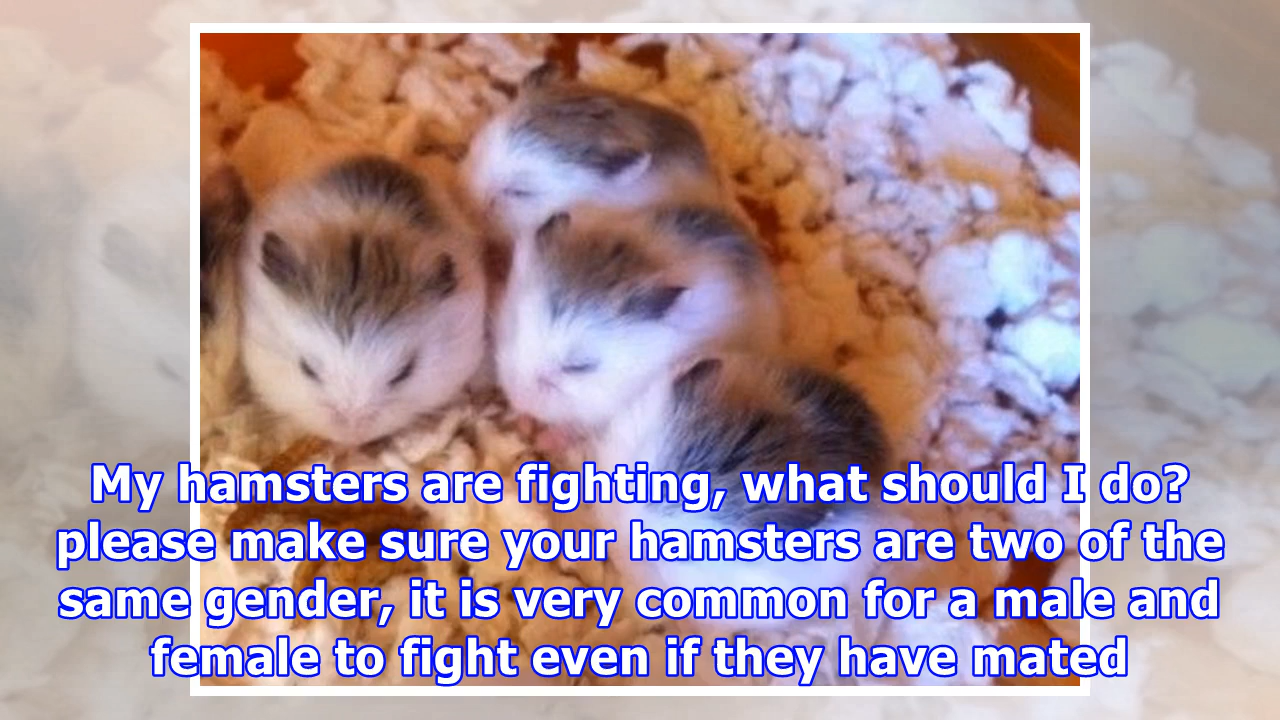 My hamsters are fighting, what should I do?
please make sure your hamsters are two of the
same gender, it is very common for a male and
female to fight even if they have mated